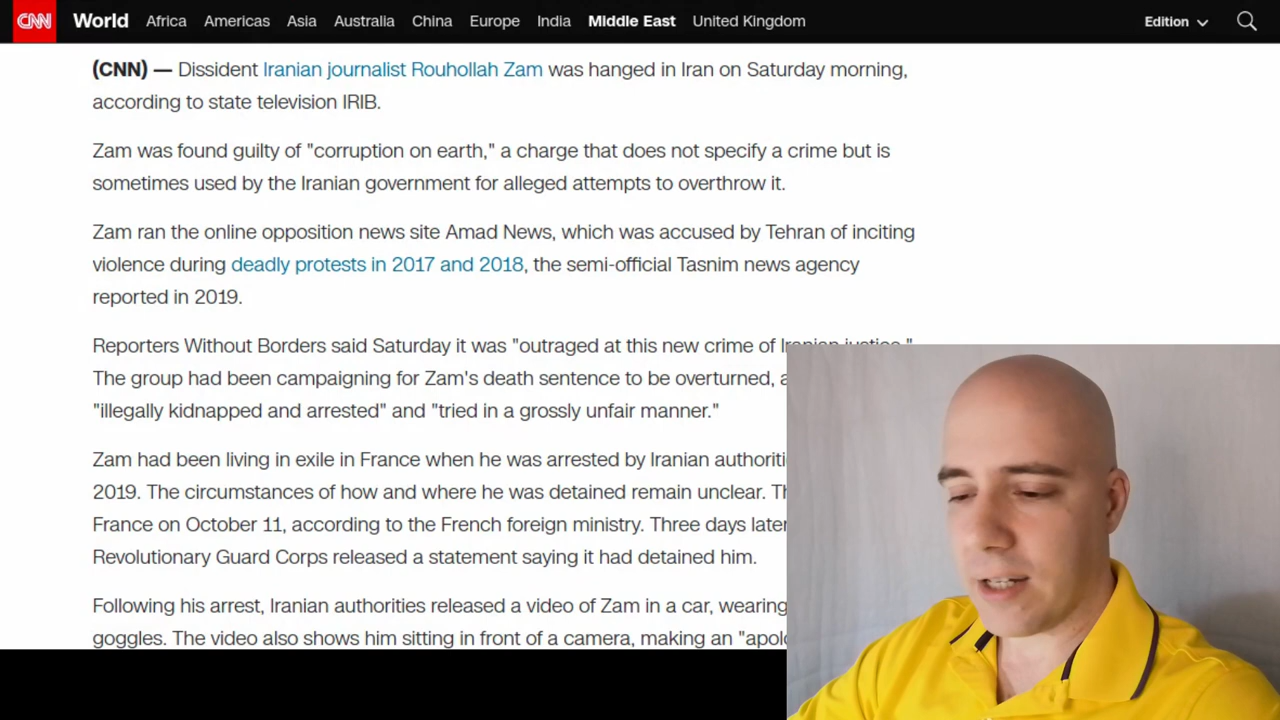 CNN World Africa Americas Asia Australia China Europe India Middle East United Kingdom Edition
(CNN) — Dissident Iranian journalist Rouhollah Zam was hanged in Iran on Saturday morning,
according to state television IRIB.
Zam was found guilty of "corruption on earth," a charge that does not specify a crime but is
sometimes used by the Iranian government for alleged attempts to overthrow it.
Zam ran the online opposition news site Amad News, which was accused by Tehran of inciting
violence during deadly protests in 2017 and 2018, the semi-official Tasnim news agency
reported in 2019.
Reporters Without Borders said Saturday it was "outraged at this new crime of Iranian justice."
The group had been campaigning for Zam's death sentence to be overturned,
"illegally kidnapped and arrested" and "tried in a grossly unfair manner."
Zam had been living in exile in France when he was arrested by Iranian
2019. The circumstances of how and where he was detained remain unclear.
France on October 11, according to the French foreign ministry. Three days later
Revolutionary Guard Corps released a statement saying it had detained him.
Following his arrest, Iranian authorities released a video of Zam in a car, wearing
goggles. The video also shows him sitting in front of a camera, making an